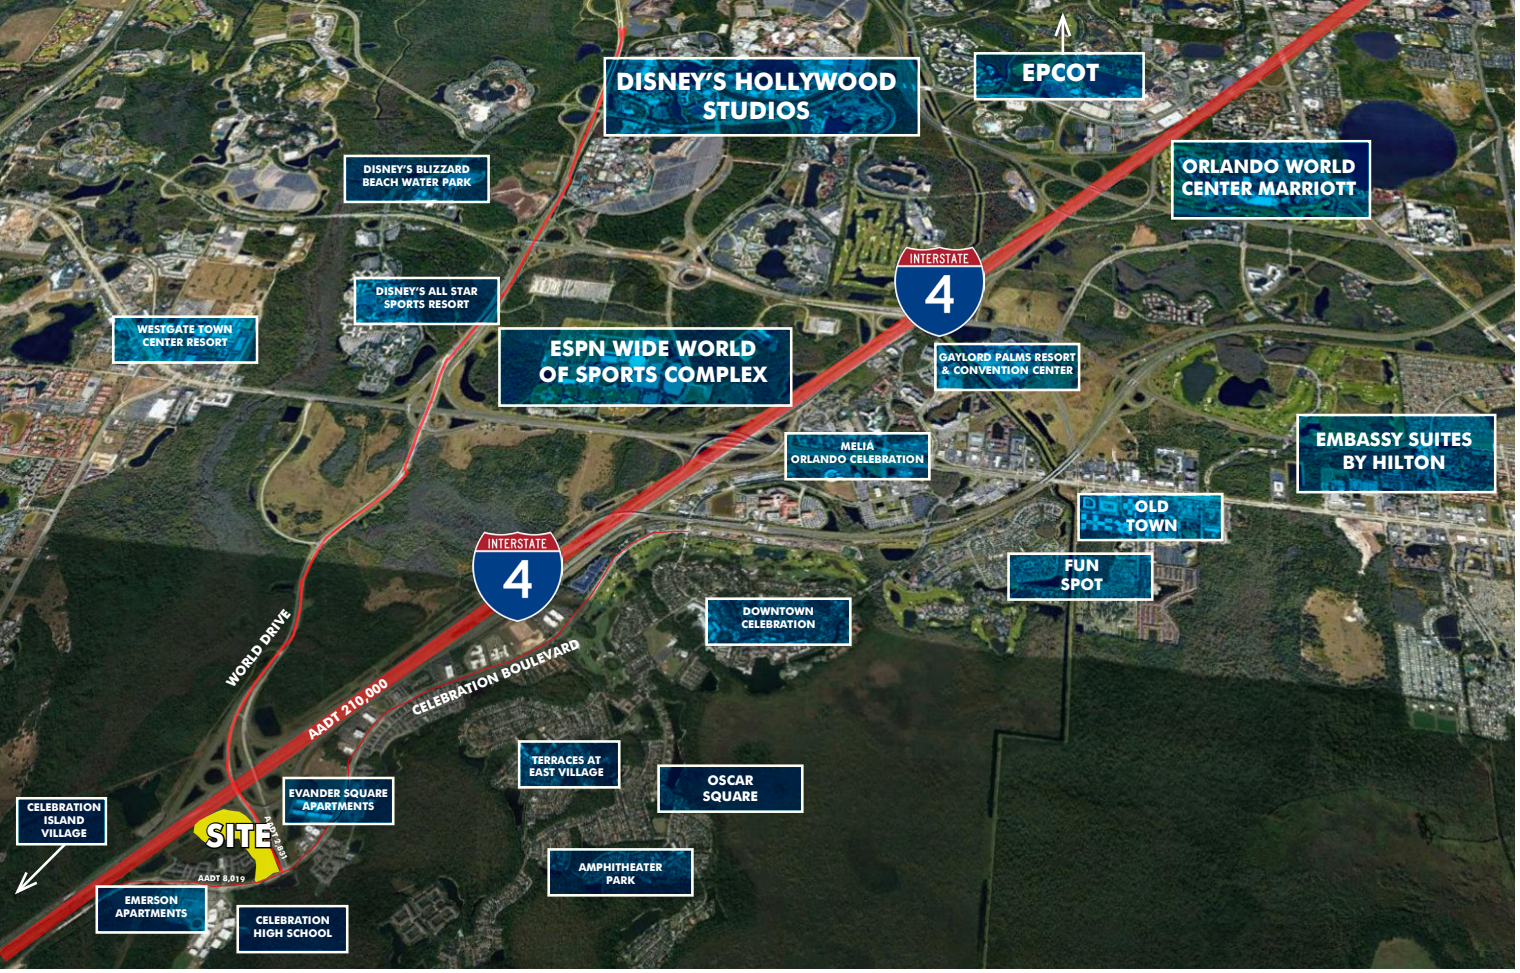 EPCOT
DISNEY'S HOLLYWOOD
STUDIOS
DISNEY'S BLIZZARD
BEACH WATER PARK
ORLANDO WORLD
CENTER MARRIOTT
INTERSTATE
4
DISNEY'S ALL STAR
SPORTS RESORT
WESTGATE TOWN
CENTER RESORT
ESPN WIDE WORLD
OF SPORTS COMPLEX
GAYLORD PALMS RESORT
& CONVENTION CENTER
MELIÁ
ORLANDO CELEBRATION
EMBASSY SUITES
BY HILTON
OLD
TOWN
INTERSTATE
4
FUN
SPOT
DOWNTOWN
CELEBRATION
WORLD DRIVE
CELEBRATION BOULEVARD
AADT 210,000
TERRACES AT
EAST VILLAGE
OSCAR
SQUARE
EVANDER SQUARE
APARTMENTS
CELEBRATION
ISLAND
VILLAGE
SITE
AADT 2,831
AADT 8,019
AMPHITHEATER
PARK
EMERSON
APARTMENTS
CELEBRATION
HIGH SCHOOL